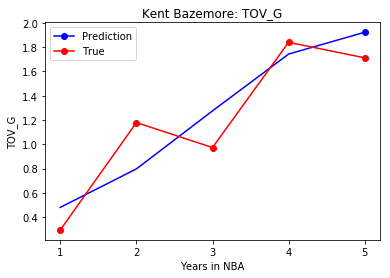 Kent Bazemore: TOV_G
Prediction
True
TOV_G
2.0
1.8
1.6
1.4
1.2
1.0
0.8
0.6
0.4
1 2 3 4 5
Years in NBA